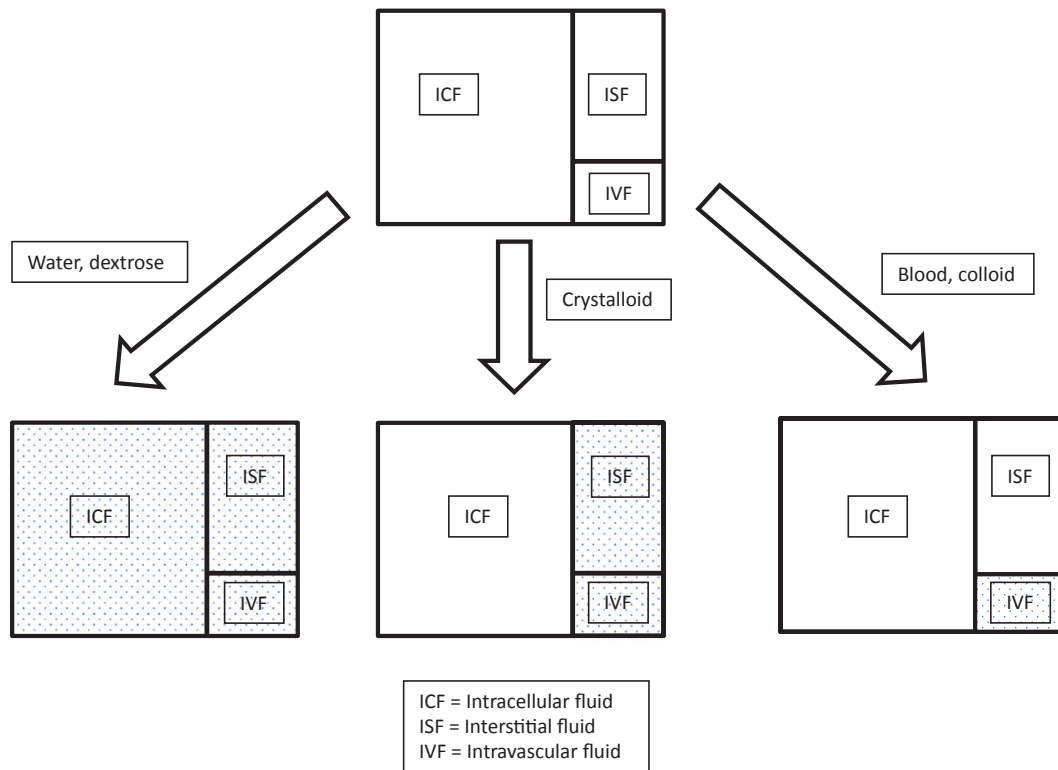 ICF
ISF
IVF
Water, dextrose
Crystalloid
Blood, colloid
ICF
ISF
IVF
ICF
ISF
IVF
ICF
ISF
IVF
ICF = Intracellular fluid
ISF = Interstitial fluid
IVF = Intravascular fluid